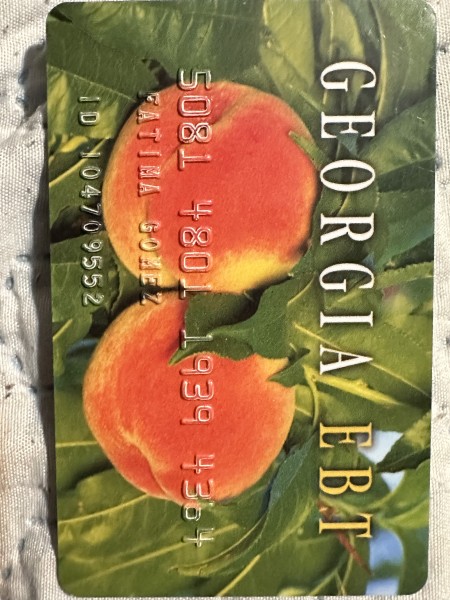 GEORGIA EBT
5081 4801 1939 4364
FATIMA GOMEZ
ID 104709552